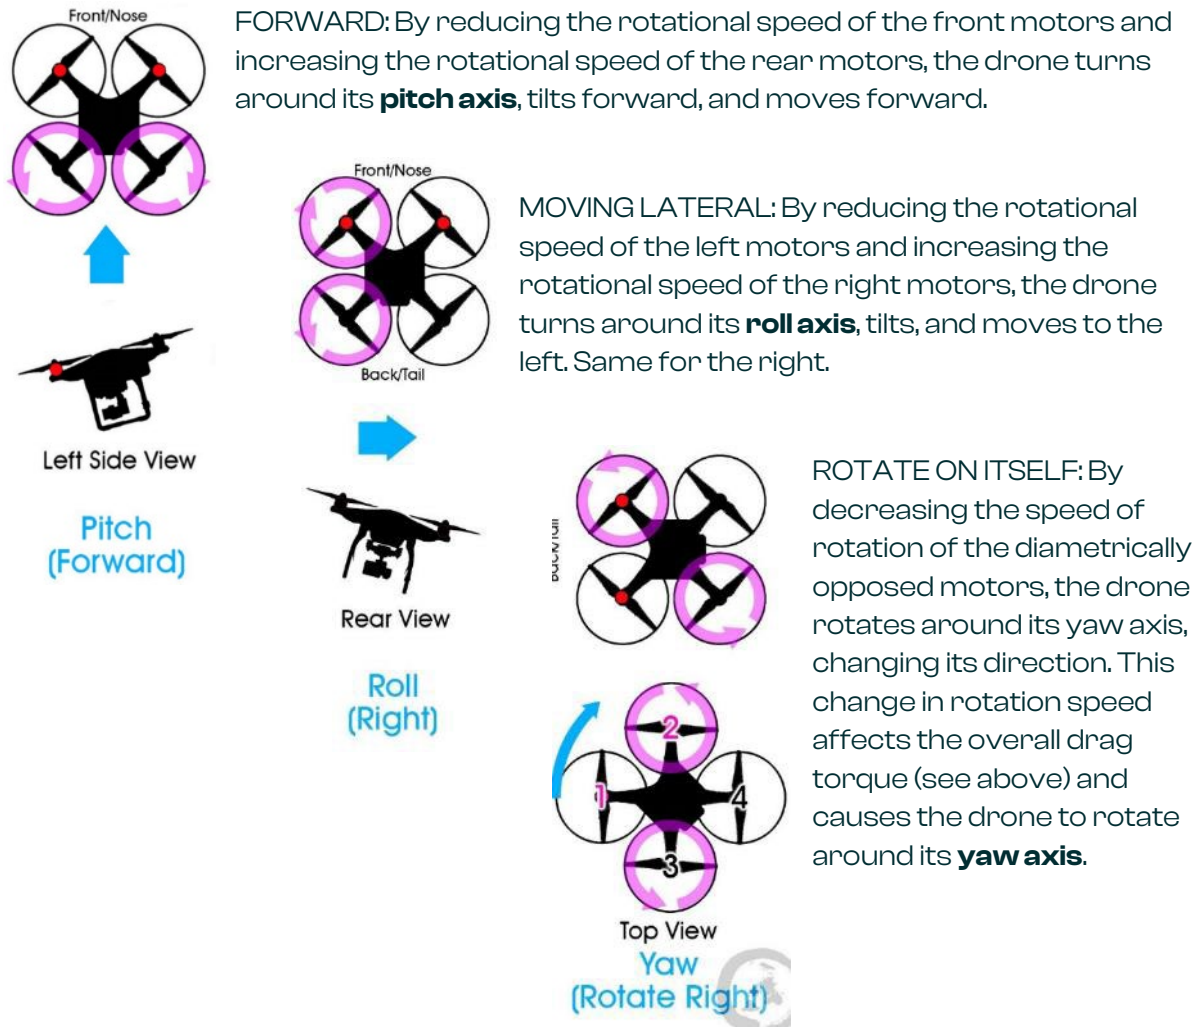 Front/Nose
FORWARD: By reducing the rotational speed of the front motors and
increasing the rotational speed of the rear motors, the drone turns
around its pitch axis, tilts forward, and moves forward.
Left Side View
Pitch
(Forward)
Front/Nose
Back/Tail
MOVING LATERAL: By reducing the rotational
speed of the left motors and increasing the
rotational speed of the right motors, the drone
turns around its roll axis, tilts, and moves to the
left. Same for the right.
Rear View
Roll
(Right)
Back/Tail
2
1
4
3
Top View
Yaw
(Rotate Right)
ROTATE ON ITSELF: By
decreasing the speed of
rotation of the diametrically
opposed motors, the drone
rotates around its yaw axis,
changing its direction. This
change in rotation speed
affects the overall drag
torque (see above) and
causes the drone to rotate
around its yaw axis.